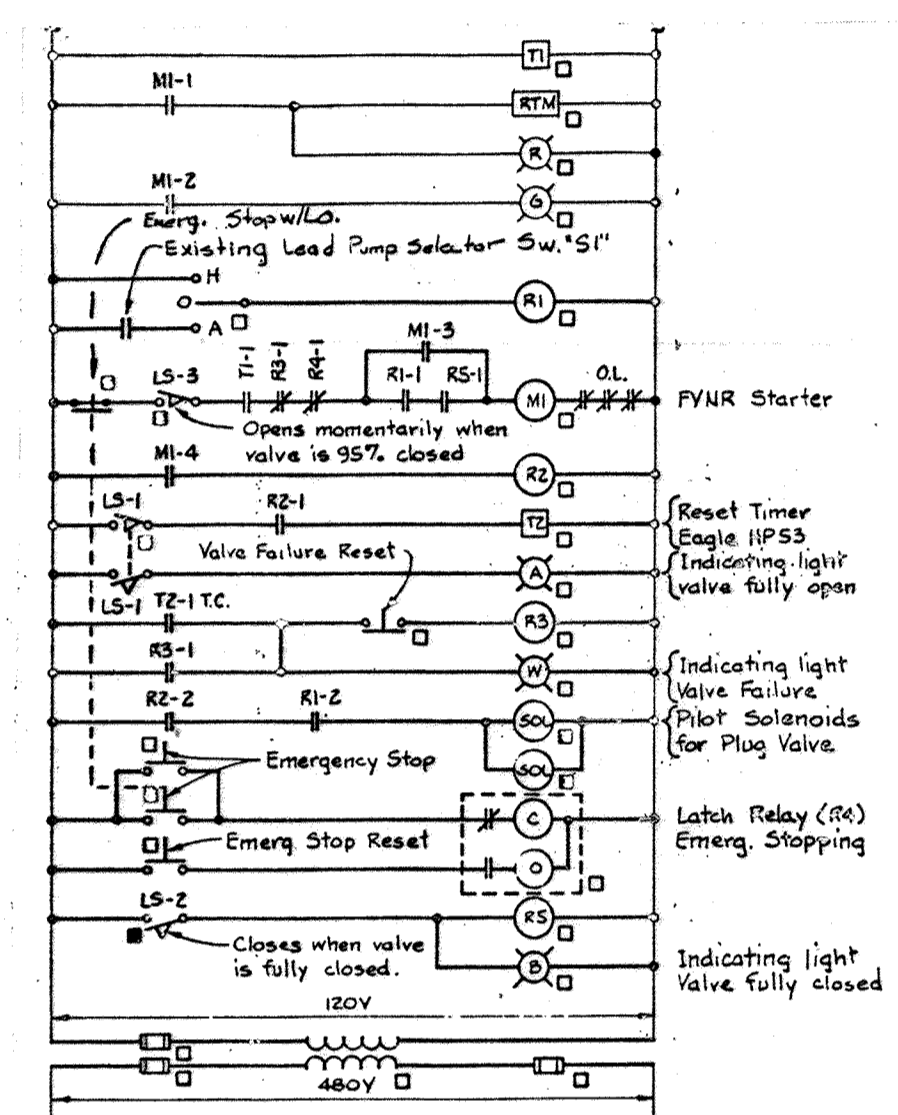 T1
M1-1
RTM
R
M1-2
G
Emerg. Stop w/L.O.
Existing Lead Pump Selector Sw. "S1"
H
O
R1
A
M1-3
LS-3
T1-1
R3-1
R4-1
R1-1
R5-1
M1
O.L.
FVNR Starter
Opens momentarily when
valve is 95% closed
M1-4
R2
LS-1
R2-1
T2
Reset Timer
Eagle HP53
Valve Failure Reset
A
Indicating light
valve fully open
LS-1
T2-1 T.C.
R3
R3-1
W
Indicating light
Valve Failure
R2-2
R1-2
SOL
Pilot Solenoids
for Plug Valve
SOL
Emergency Stop
C
Latch Relay (R4)
Emerg. Stopping
Emerg Stop Reset
O
LS-2
R5
Closes when valve
is fully closed.
B
Indicating light
Valve fully closed
120V
480V